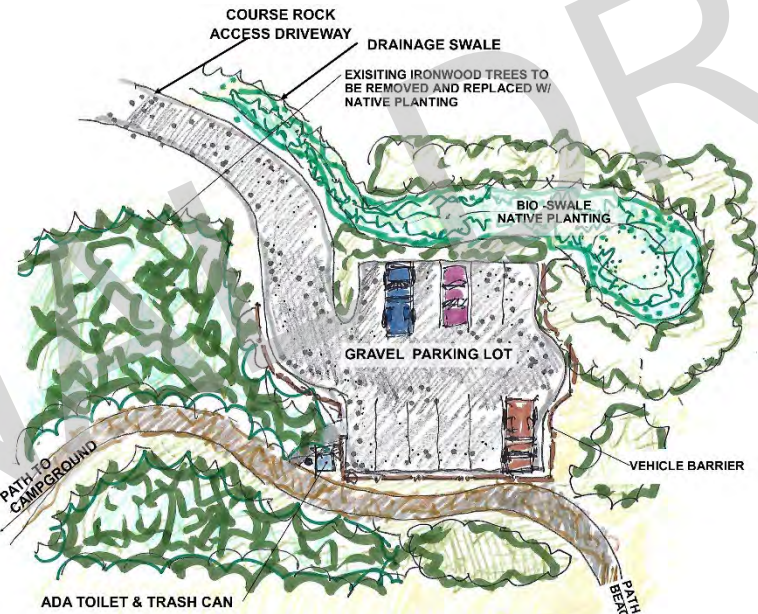 COURSE ROCK
ACCESS DRIVEWAY
DRAINAGE SWALE
EXISITING IRONWOOD TREES TO
BE REMOVED AND REPLACED W/
NATIVE PLANTING
BIO -SWALE
NATIVE PLANTING
GRAVEL PARKING LOT
VEHICLE BARRIER
PATH TO
CAMPGROUND
ADA TOILET & TRASH CAN
PATH